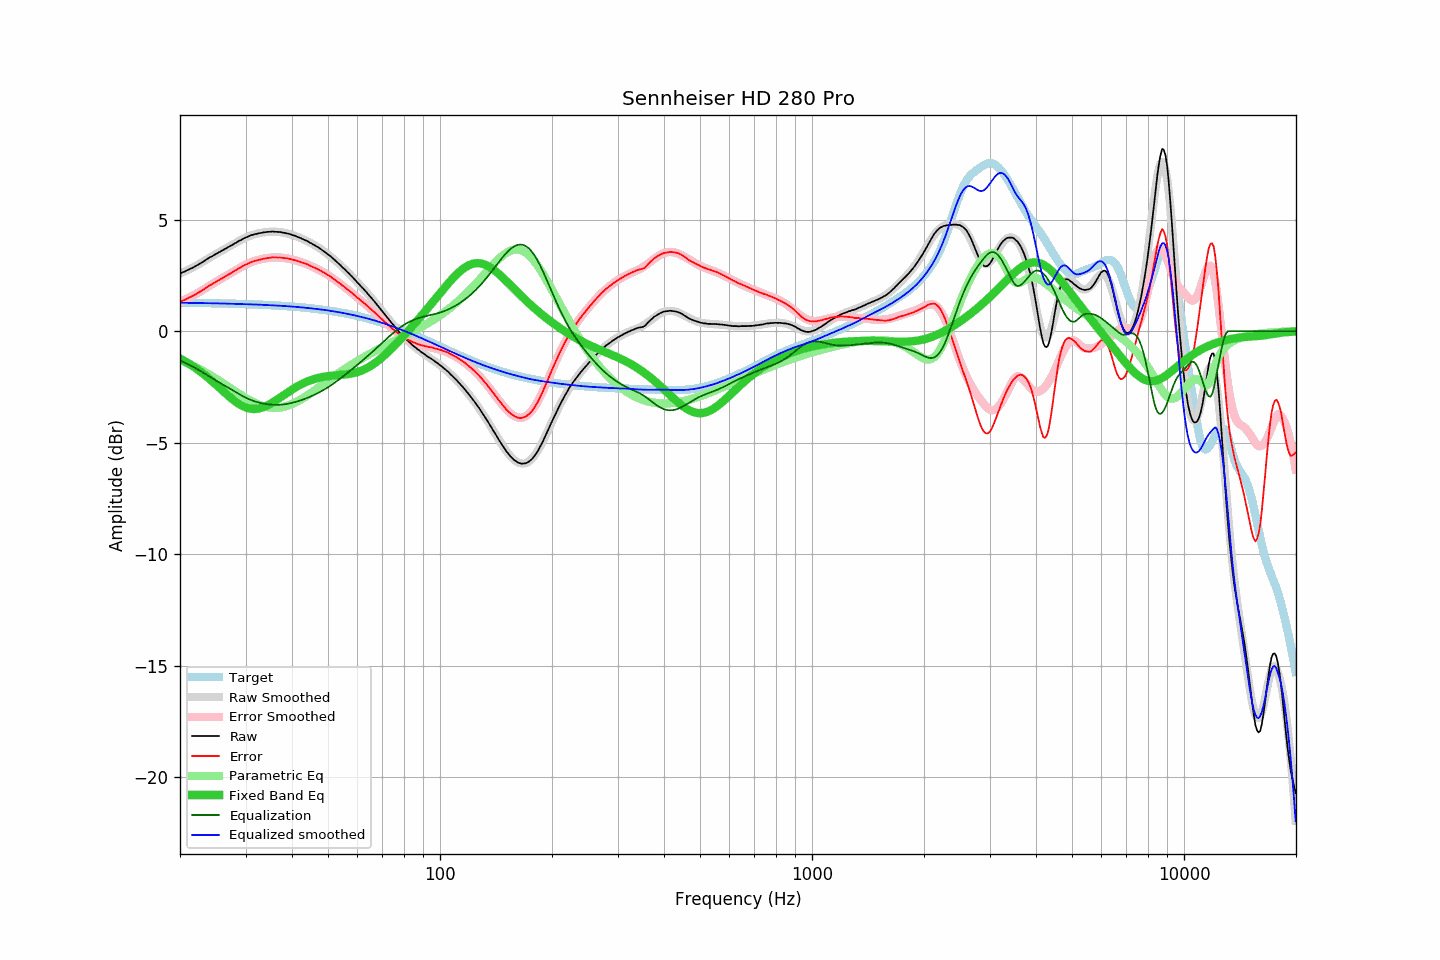 Sennheiser HD 280 Pro
5
0
−5
−10
−15
−20
Amplitude (dBr)
Target
Raw Smoothed
Error Smoothed
Raw
Error
Parametric Eq
Fixed Band Eq
Equalization
Equalized smoothed
100
1000
10000
Frequency (Hz)